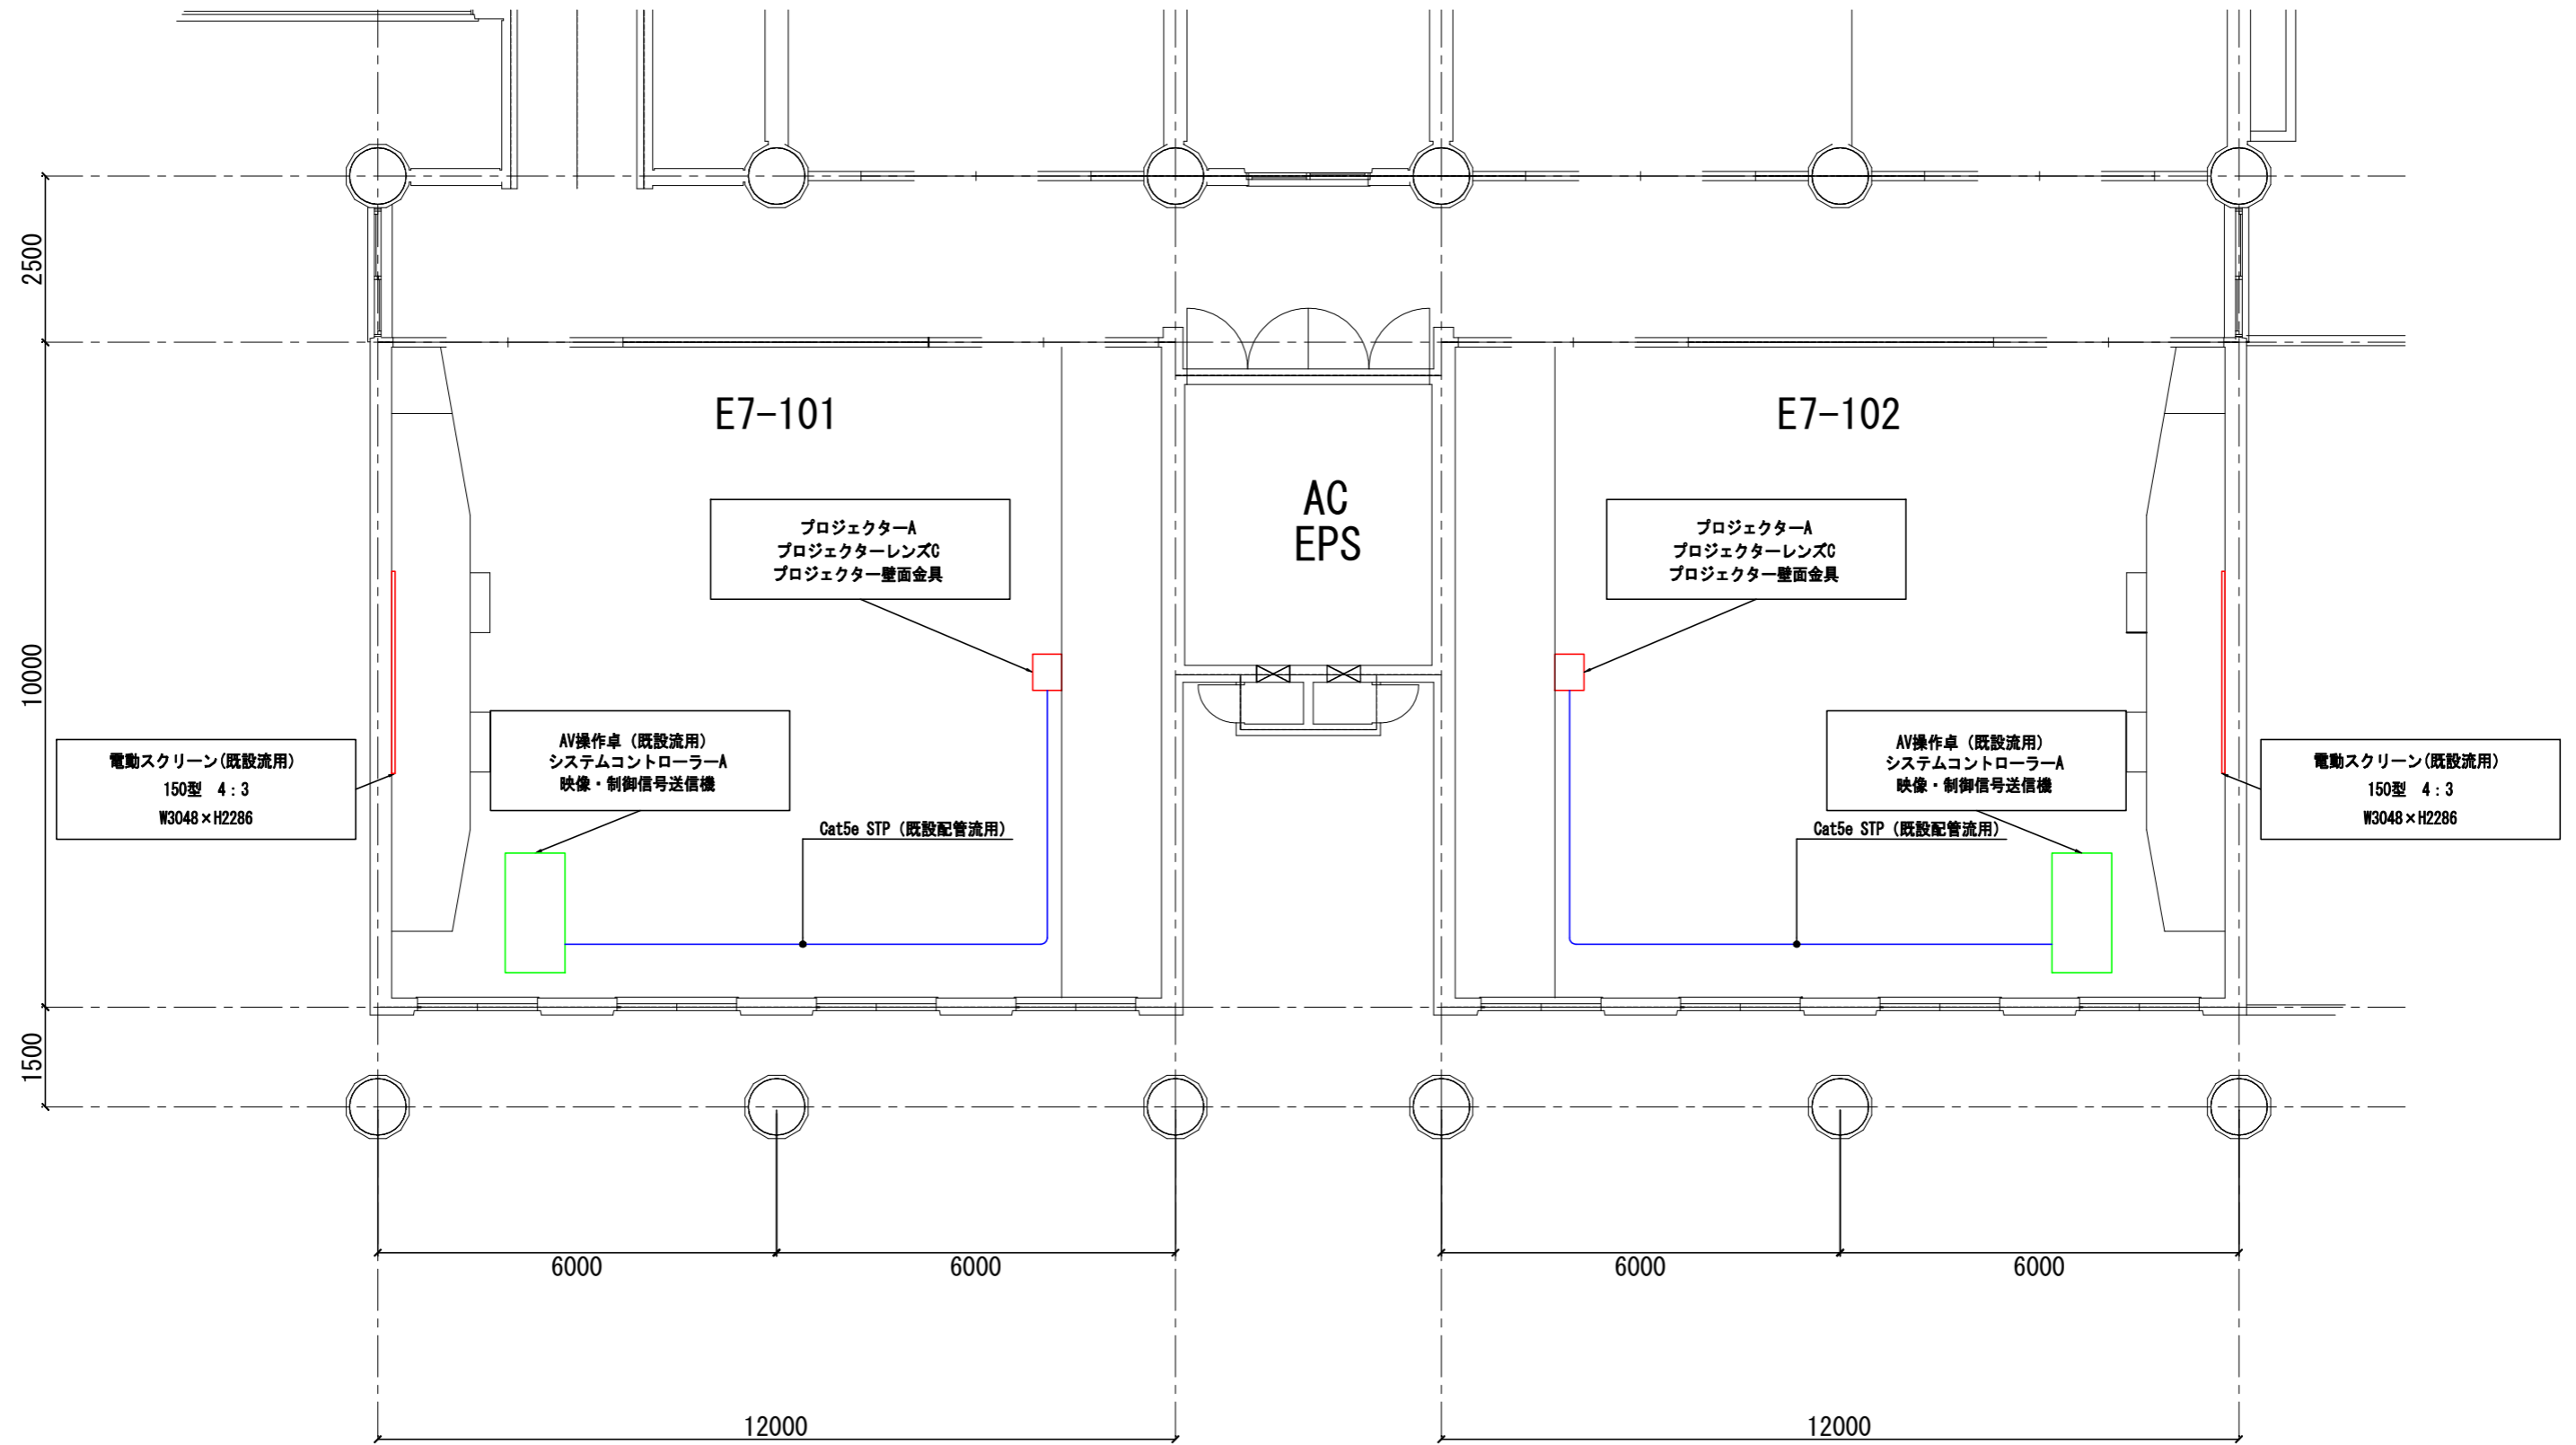 2500
10000
1500
E7-101
E7-102
AC
EPS
プロジェクターA
プロジェクターレンズC
プロジェクター壁面金具
プロジェクターA
プロジェクターレンズC
プロジェクター壁面金具
電動スクリーン(既設流用)
150型 4：3
W3048×H2286
AV操作卓（既設流用）
システムコントローラーA
映像・制御信号送信機
Cat5e STP（既設配管流用）
AV操作卓（既設流用）
システムコントローラーA
映像・制御信号送信機
Cat5e STP（既設配管流用）
電動スクリーン(既設流用)
150型 4：3
W3048×H2286
6000
6000
6000
6000
12000
12000